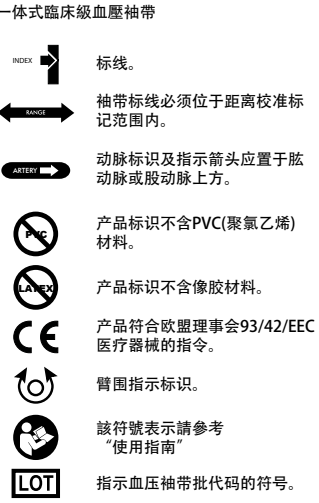 一体式臨床級血壓袖帶
INDEX
标线。
RANGE
袖带标线必须位于距离校准标
记范围内。
ARTERY
动脉标识及指示箭头应置于肱
动脉或股动脉上方。
PVC
产品标识不含PVC(聚氯乙烯)
材料。
LATEX
产品标识不含像胶材料。
CE
产品符合欧盟理事会93/42/EEC
医疗器械的指令。
臂围指示标识。
該符號表示請參考
“使用指南”
LOT
指示血压袖带批代码的符号。